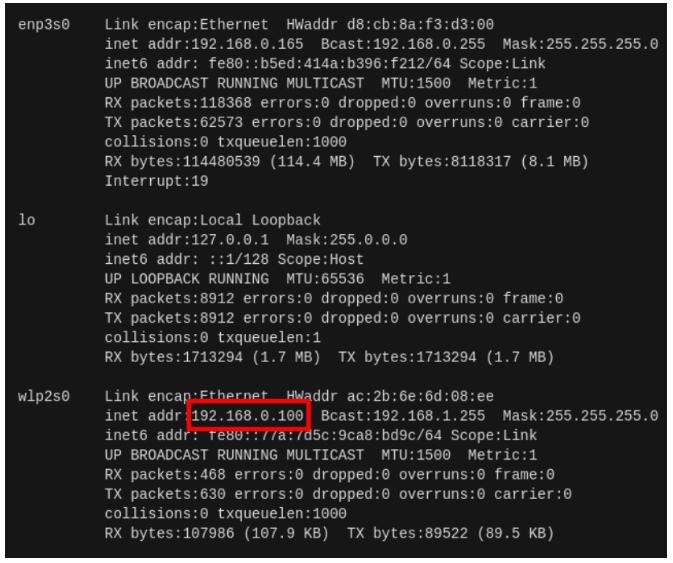 enp3s0 Link encap:Ethernet HWaddr d8:cb:8a:f3:d3:00
inet addr:192.168.0.165 Bcast:192.168.0.255 Mask:255.255.255.0
inet6 addr: fe80::b5ed:414a:b396:f212/64 Scope:Link
UP BROADCAST RUNNING MULTICAST MTU:1500 Metric:1
RX packets:118368 errors:0 dropped:0 overruns:0 frame:0
TX packets:62573 errors:0 dropped:0 overruns:0 carrier:0
collisions:0 txqueuelen:1000
RX bytes:114480539 (114.4 MB) TX bytes:8118317 (8.1 MB)
Interrupt:19
lo Link encap:Local Loopback
inet addr:127.0.0.1 Mask:255.0.0.0
inet6 addr: ::1/128 Scope:Host
UP LOOPBACK RUNNING MTU:65536 Metric:1
RX packets:8912 errors:0 dropped:0 overruns:0 frame:0
TX packets:8912 errors:0 dropped:0 overruns:0 carrier:0
collisions:0 txqueuelen:1
RX bytes:1713294 (1.7 MB) TX bytes:1713294 (1.7 MB)
wlp2s0 Link encap:Ethernet HWaddr ac:2b:6e:6d:08:ee
inet addr:192.168.0.100 Bcast:192.168.1.255 Mask:255.255.255.0
inet6 addr: fe80::77a:7d5c:9ca8:bd9c/64 Scope:Link
UP BROADCAST RUNNING MULTICAST MTU:1500 Metric:1
RX packets:468 errors:0 dropped:0 overruns:0 frame:0
TX packets:630 errors:0 dropped:0 overruns:0 carrier:0
collisions:0 txqueuelen:1000
RX bytes:107986 (107.9 KB) TX bytes:89522 (89.5 KB)